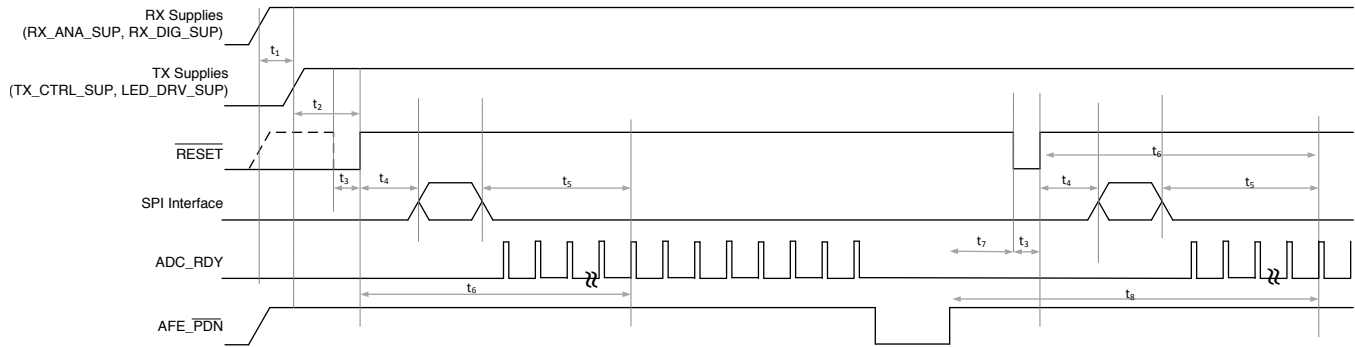 RX Supplies
(RX_ANA_SUP, RX_DIG_SUP)
t1
TX Supplies
(TX_CTRL_SUP, LED_DRV_SUP)
t2
RESET
t6
t3
t4
t5
t4
t5
SPI Interface
t7
t3
ADC_RDY
t6
t8
AFE_PDN